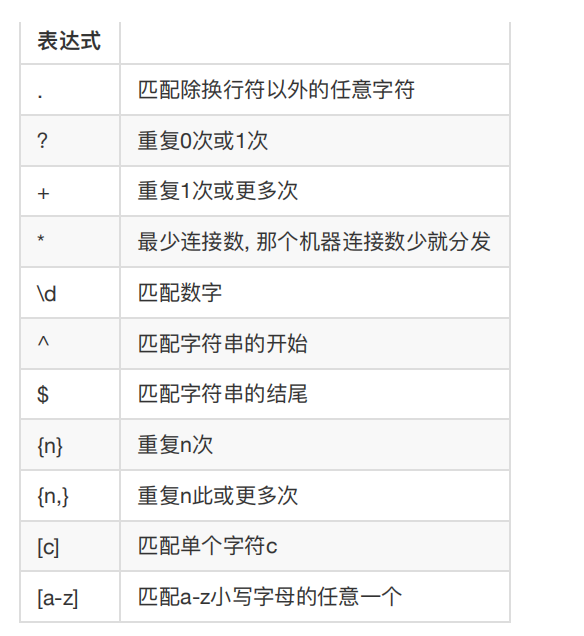 表达式
. 匹配除换行符以外的任意字符
? 重复0次或1次
+ 重复1次或更多次
* 最少连接数, 那个机器连接数少就分发
\d 匹配数字
^ 匹配字符串的开始
$ 匹配字符串的结尾
{n} 重复n次
{n,} 重复n此或更多次
[c] 匹配单个字符c
[a-z] 匹配a-z小写字母的任意一个